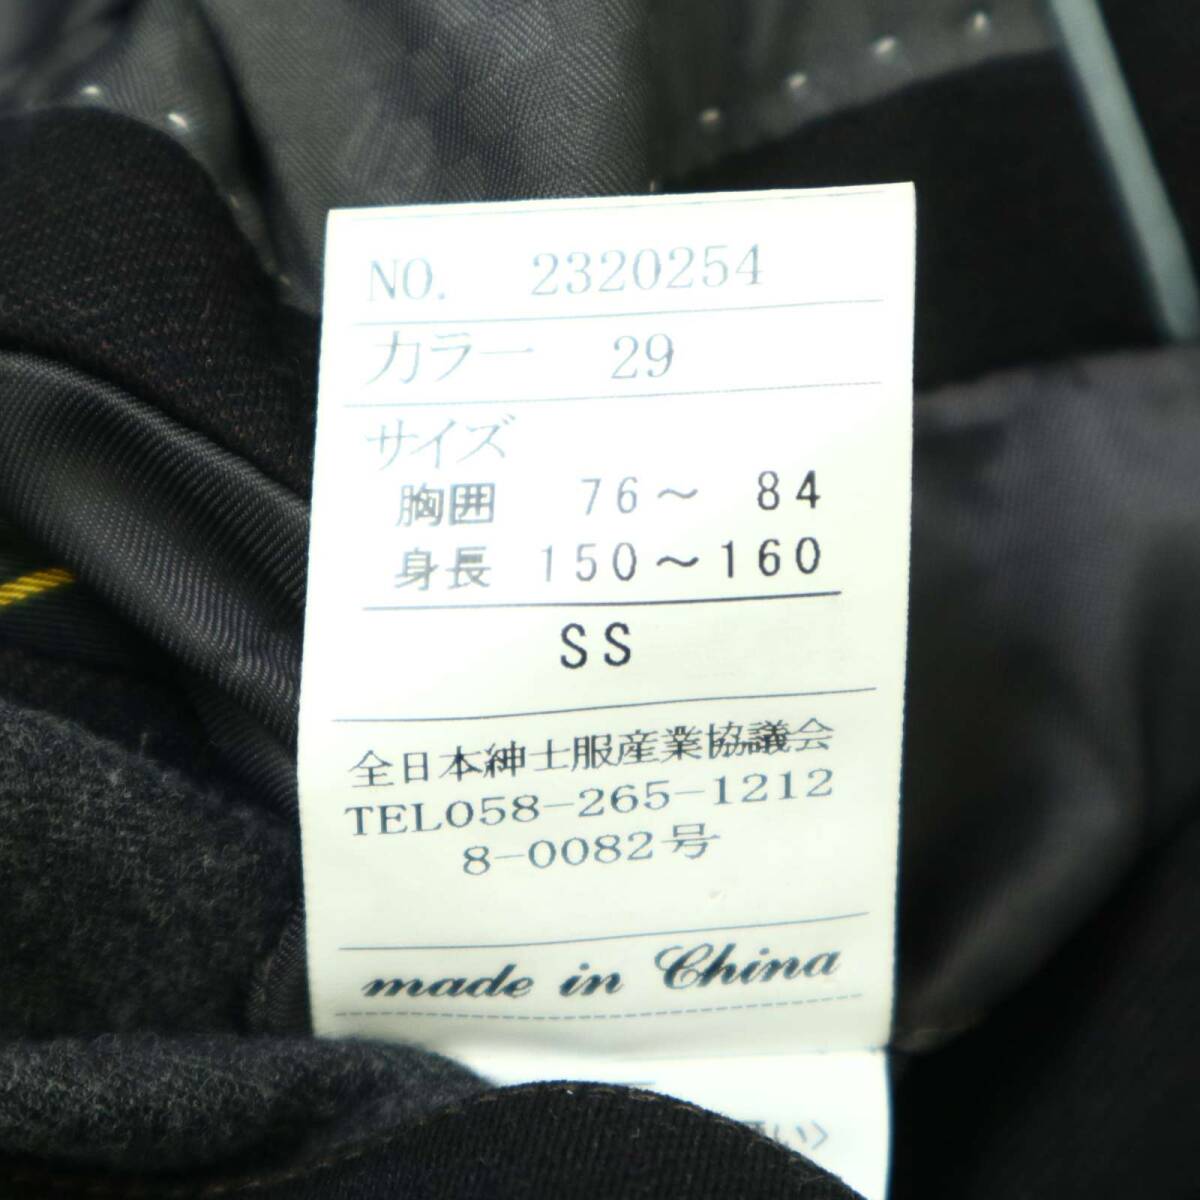 NO. 2320254
カラー 29
サイズ
胸囲 76～ 84
身長 150～160
SS
全日本紳士服産業協議会
TEL058-265-1212
8-0082号
made in China
い>